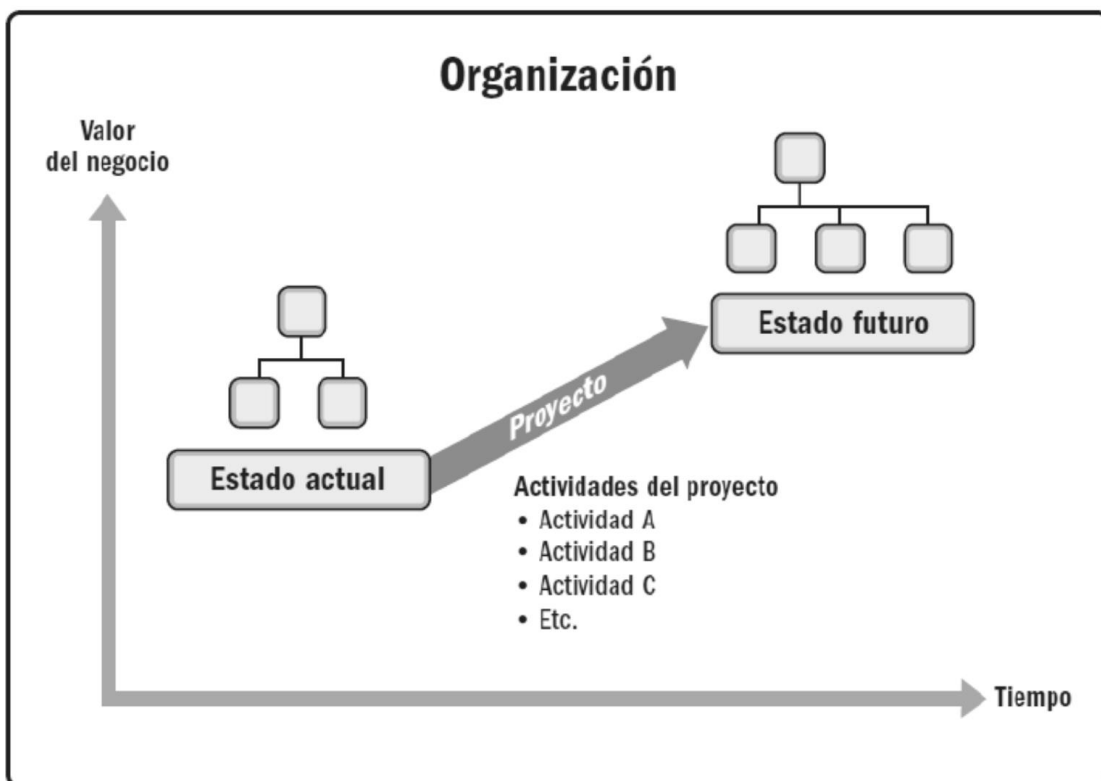 Organización
Valor
del negocio
Estado futuro
Proyecto
Estado actual
Actividades del proyecto
• Actividad A
• Actividad B
• Actividad C
• Etc.
Tiempo